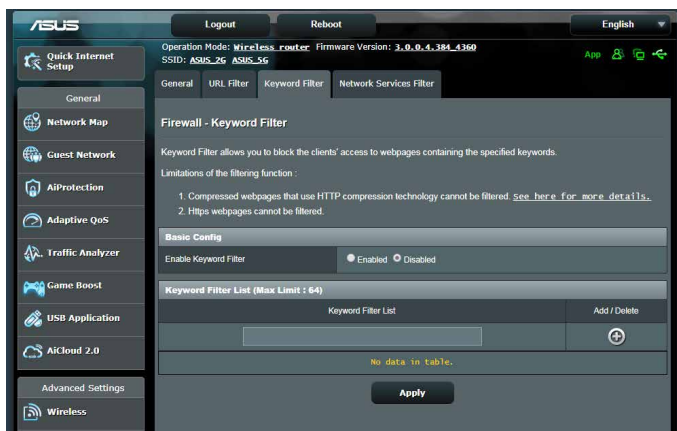 ASUS
Logout
Reboot
English
Quick Internet
Setup
Operation Mode: Wireless router Firmware Version: 3.0.0.4.384_4360
SSID: ASUS_2G ASUS_5G
App
General
URL Filter
Keyword Filter
Network Services Filter
General
Network Map
Guest Network
AiProtection
Adaptive QoS
Traffic Analyzer
Game Boost
USB Application
AiCloud 2.0
Advanced Settings
Wireless
Firewall - Keyword Filter
Keyword Filter allows you to block the clients' access to webpages containing the specified keywords.
Limitations of the filtering function :
1. Compressed webpages that use HTTP compression technology cannot be filtered. See here for more details.
2. Https webpages cannot be filtered.
Basic Config
Enable Keyword Filter
Enabled Disabled
Keyword Filter List (Max Limit : 64)
Keyword Filter List
Add / Delete
No data in table.
Apply